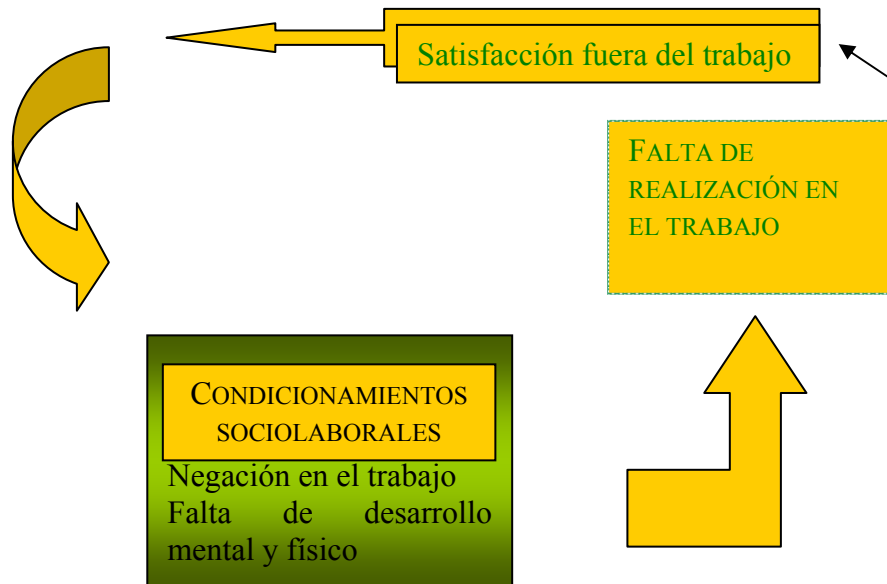 Satisfacción fuera del trabajo
FALTA DE
REALIZACIÓN EN
EL TRABAJO
CONDICIONAMIENTOS
SOCIOLABORALES
Negación en el trabajo
Falta de desarrollo
mental y físico